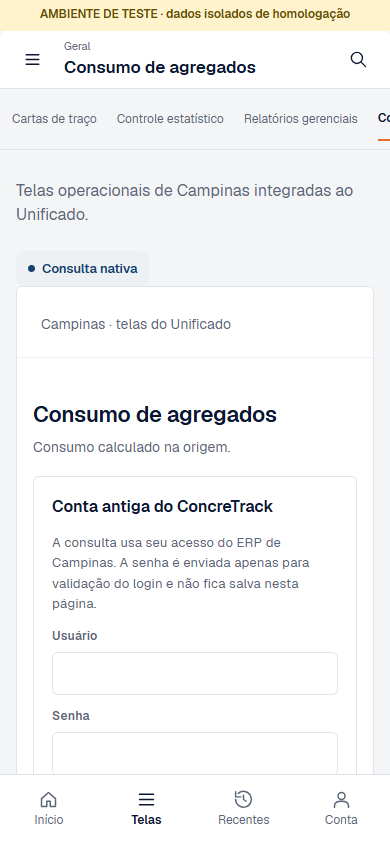 AMBIENTE DE TESTE · dados isolados de homologação
Geral
Consumo de agregados
Cartas de traço
Controle estatístico
Relatórios gerenciais
Telas operacionais de Campinas integradas ao
Unificado.
Consulta nativa
Campinas · telas do Unificado
Consumo de agregados
Consumo calculado na origem.
Conta antiga do ConcreTrack
A consulta usa seu acesso do ERP de
Campinas. A senha é enviada apenas para
validação do login e não fica salva nesta
página.
Usuário
Senha
Início
Telas
Recentes
Conta